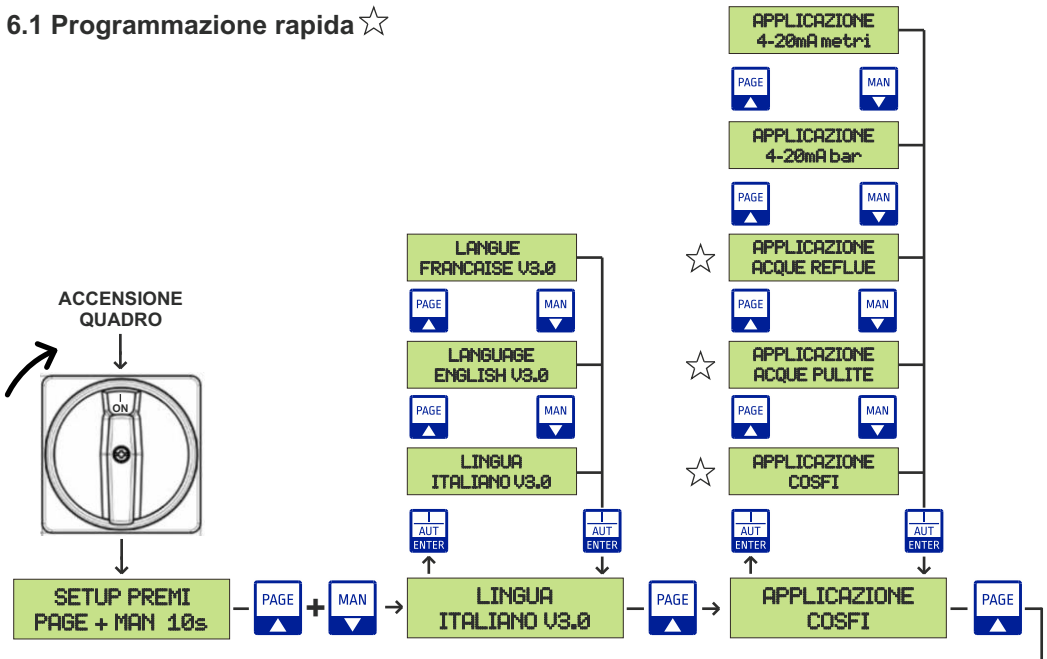 6.1 Programmazione rapida
APPLICAZIONE
4-20mA metri
PAGE
MAN
APPLICAZIONE
4-20mA bar
PAGE
MAN
LANGUE
FRANCAISE V3.0
APPLICAZIONE
ACQUE REFLUE
ACCENSIONE
QUADRO
PAGE
MAN
PAGE
MAN
LANGUAGE
ENGLISH V3.0
APPLICAZIONE
ACQUE PULITE
I
ON
PAGE
MAN
PAGE
MAN
LINGUA
ITALIANO V3.0
APPLICAZIONE
COSFI
I
AUT
ENTER
I
AUT
ENTER
I
AUT
ENTER
I
AUT
ENTER
SETUP PREMI
PAGE + MAN 10s
PAGE
+
MAN
LINGUA
ITALIANO V3.0
PAGE
APPLICAZIONE
COSFI
PAGE